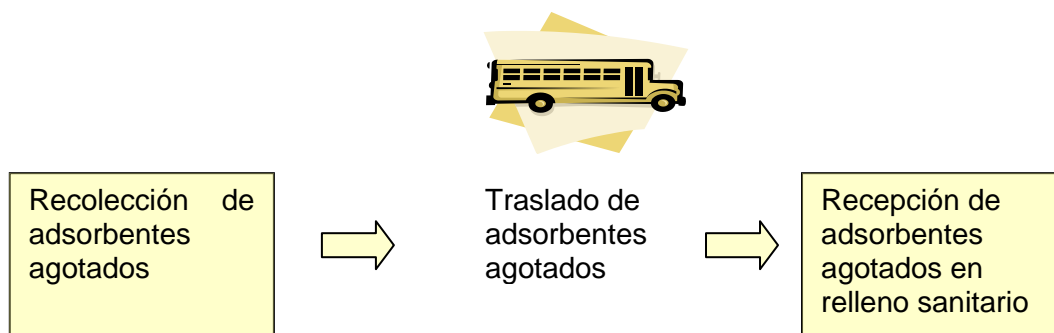 Recolección de
adsorbentes
agotados
Traslado de
adsorbentes
agotados
Recepción de
adsorbentes
agotados en
relleno sanitario